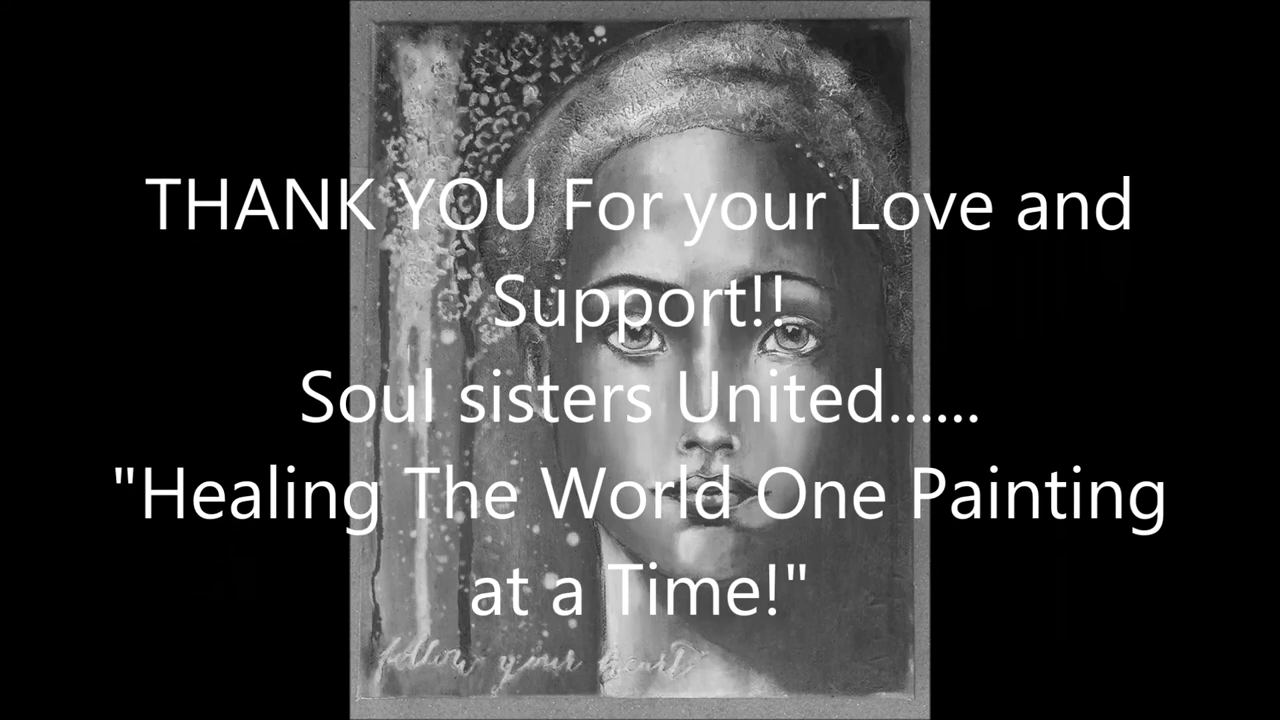 THANK YOU For your Love and
Support!!
Soul sisters United......
"Healing The World One Painting
at a Time!"
follow your heart